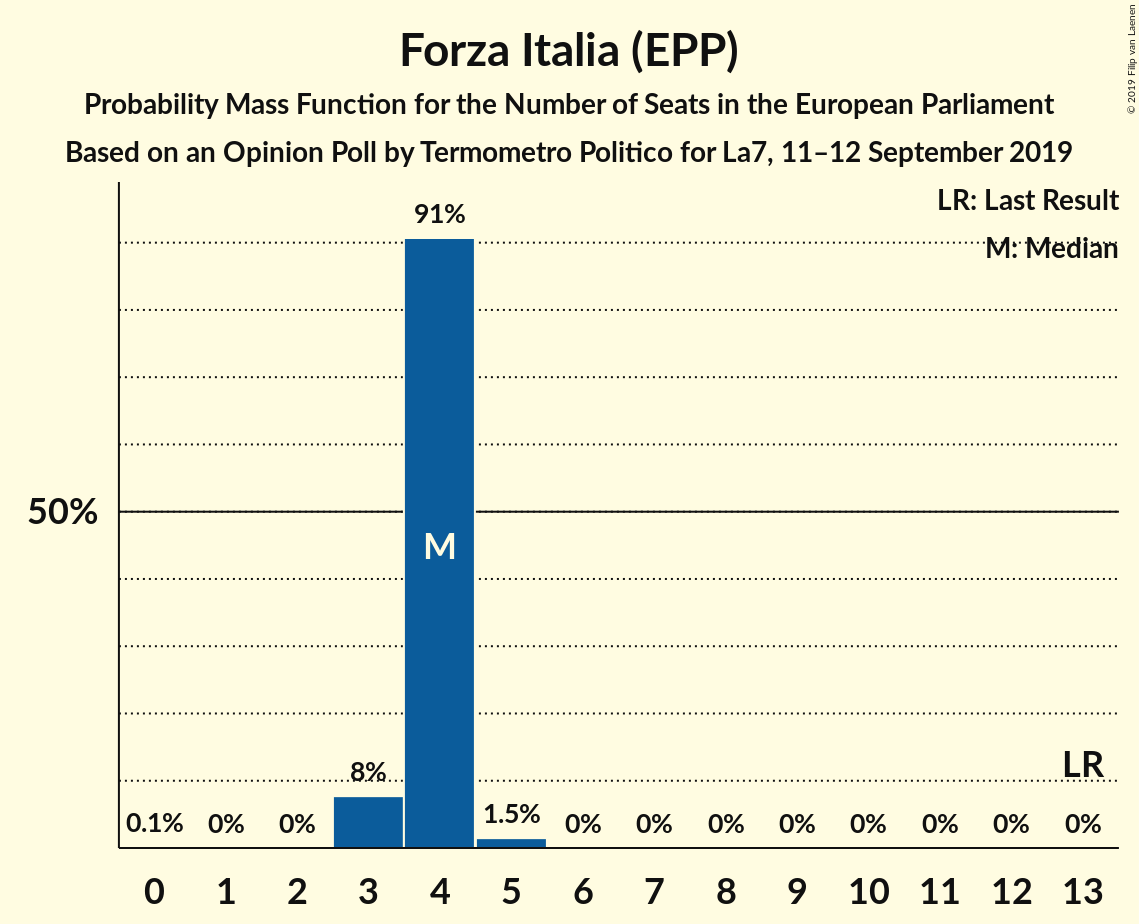 Forza Italia (EPP)
Probability Mass Function for the Number of Seats in the European Parliament
Based on an Opinion Poll by Termometro Politico for La7, 11–12 September 2019
© 2019 Filip van Laenen
LR: Last Result
M: Median
91%
50%
M
8%
LR
0.1% 0% 0% 1.5% 0% 0% 0% 0% 0% 0% 0% 0%
0 1 2 3 4 5 6 7 8 9 10 11 12 13